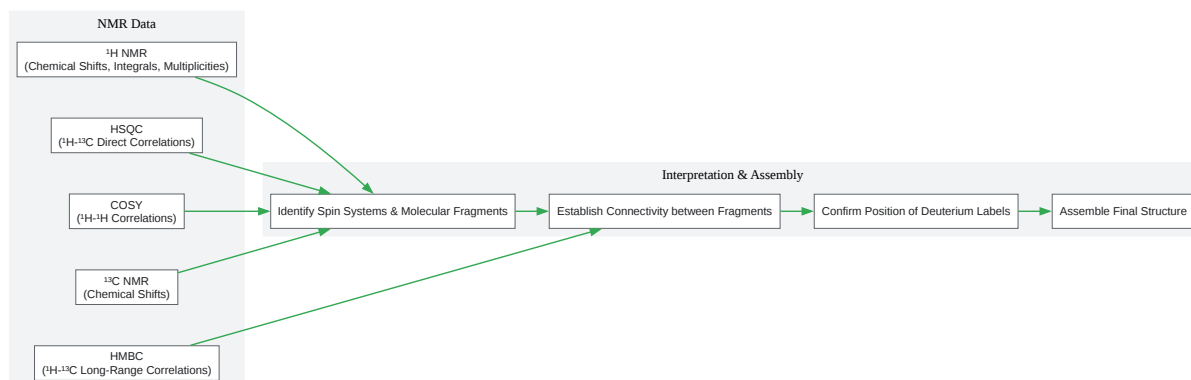 NMR Data
¹H NMR
(Chemical Shifts, Integrals, Multiplicities)
HSQC
(¹H-¹³C Direct Correlations)
COSY
(¹H-¹H Correlations)
¹³C NMR
(Chemical Shifts)
HMBC
(¹H-¹³C Long-Range Correlations)
Interpretation & Assembly
Identify Spin Systems & Molecular Fragments
Establish Connectivity between Fragments
Confirm Position of Deuterium Labels
Assemble Final Structure